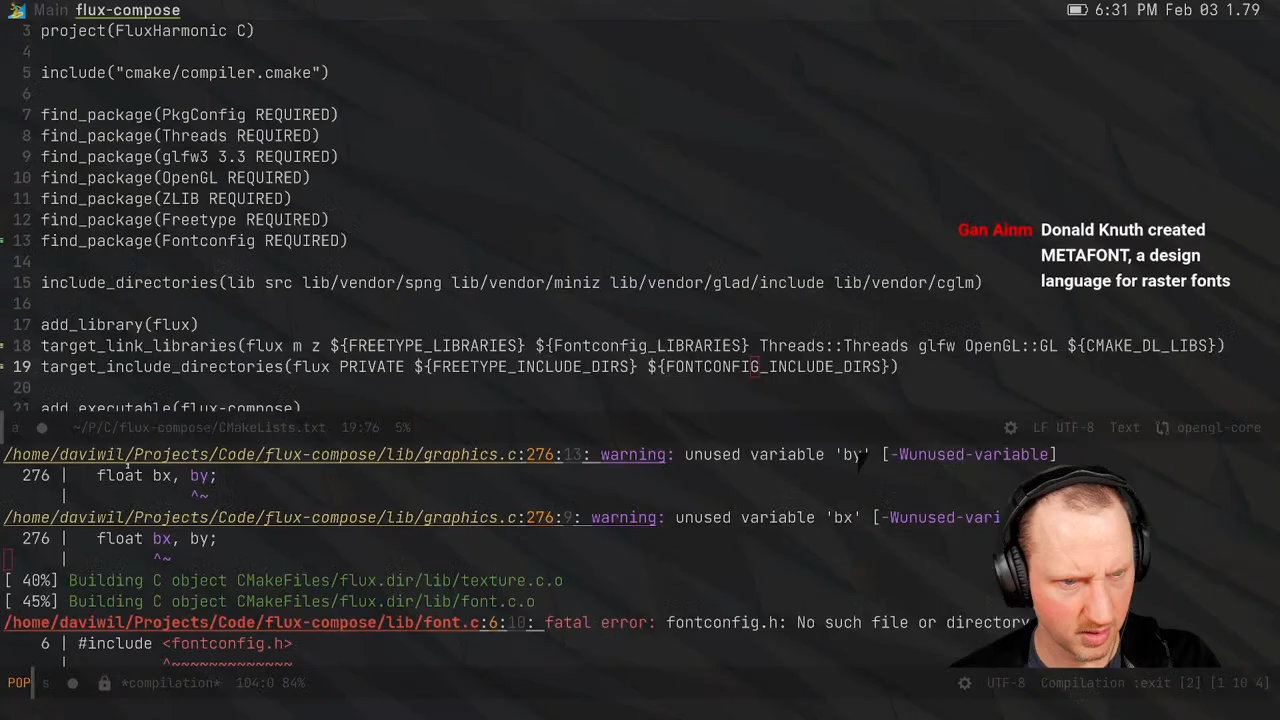 Main flux-compose
6:31 PM Feb 03 1.79
3 project(FluxHarmonic C)
4
5 include("cmake/compiler.cmake")
6
7 find_package(PkgConfig REQUIRED)
8 find_package(Threads REQUIRED)
9 find_package(glfw3 3.3 REQUIRED)
10 find_package(OpenGL REQUIRED)
11 find_package(ZLIB REQUIRED)
12 find_package(Freetype REQUIRED)
13 find_package(Fontconfig REQUIRED)
14
15 include_directories(lib src lib/vendor/spng lib/vendor/miniz lib/vendor/glad/include lib/vendor/cglm)
16
17 add_library(flux)
18 target_link_libraries(flux m z ${FREETYPE_LIBRARIES} ${Fontconfig_LIBRARIES} Threads::Threads glfw OpenGL::GL ${CMAKE_DL_LIBS})
19 target_include_directories(flux PRIVATE ${FREETYPE_INCLUDE_DIRS} ${FONTCONFIG_INCLUDE_DIRS})
20
21 add_executable(flux-compose)
Gan Ainm Donald Knuth created
METAFONT, a design
language for raster fonts
a ~/P/C/flux-compose/CMakeLists.txt 19:76 5% LF UTF-8 Text opengl-core
/home/daviwil/Projects/Code/flux-compose/lib/graphics.c:276:13: warning: unused variable 'by' [-Wunused-variable]
276 | float bx, by;
| ^~
/home/daviwil/Projects/Code/flux-compose/lib/graphics.c:276:9: warning: unused variable 'bx' [-Wunused-vari
276 | float bx, by;
| ^~
[ 40%] Building C object CMakeFiles/flux.dir/lib/texture.c.o
[ 45%] Building C object CMakeFiles/flux.dir/lib/font.c.o
/home/daviwil/Projects/Code/flux-compose/lib/font.c:6:10: fatal error: fontconfig.h: No such file or directory
6 | #include <fontconfig.h>
| ^~~~~~~~~~~~~~
POP s *compilation* 104:0 84% UTF-8 Compilation :exit [2] [1 10 4]